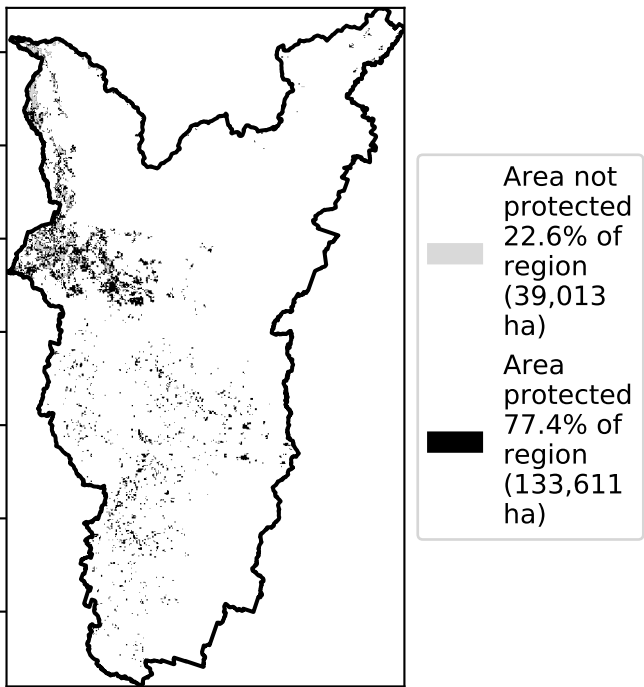 Area not
protected
22.6% of
region
(39,013
ha)
Area
protected
77.4% of
region
(133,611
ha)